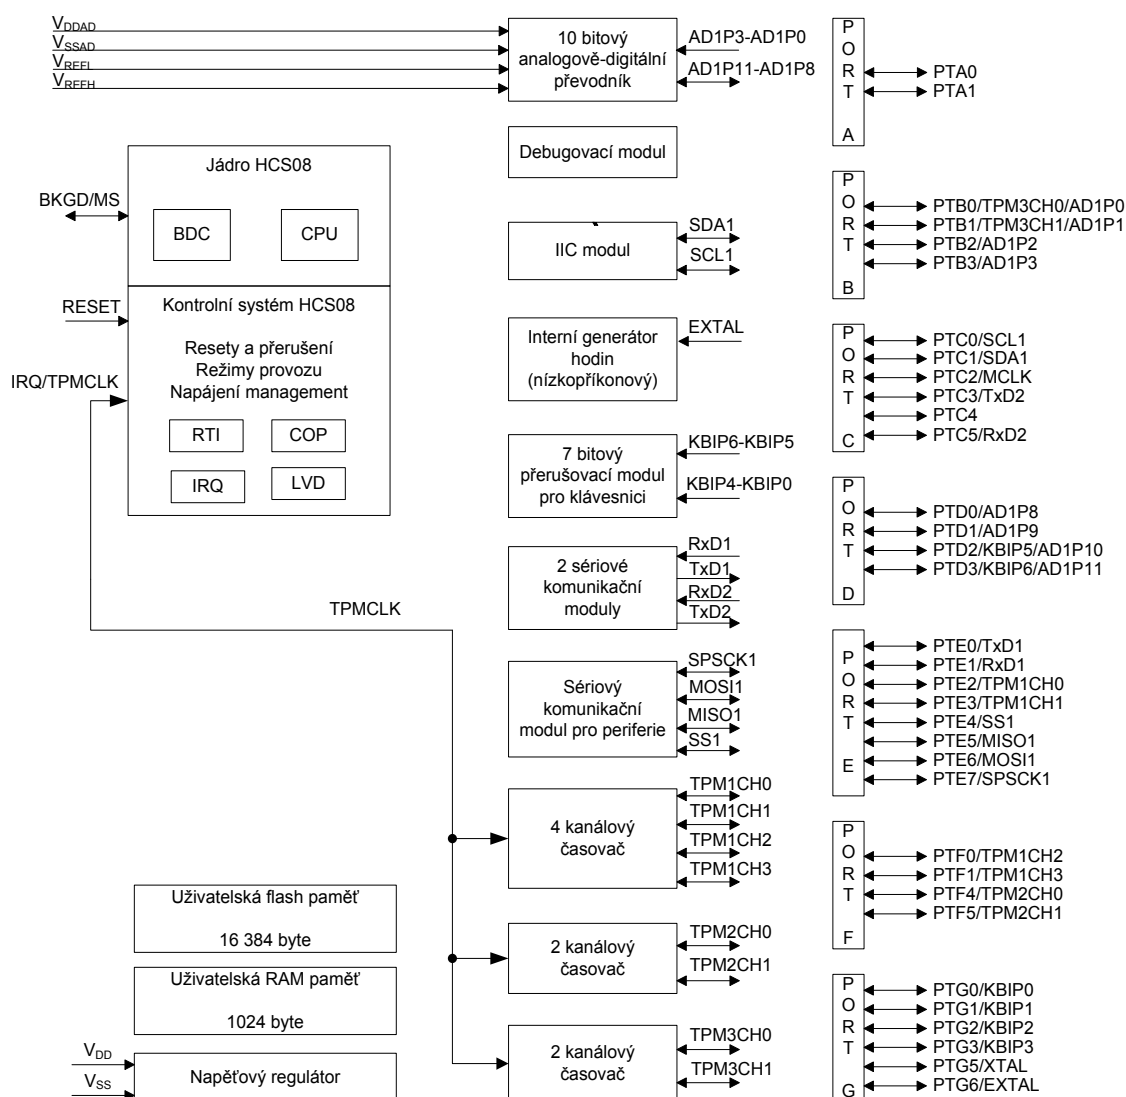 VDDAD
VSSAD
VREFL
VREFH
10 bitový
analogově-digitální
převodník
AD1P3-AD1P0
AD1P11-AD1P8
Debugovací modul
Jádro HCS08
BKGD/MS
BDC
CPU
RESET
Kontrolní systém HCS08
Resety a přerušení
Režimy provozu
Napájení management
IRQ/TPMCLK
RTI
COP
IRQ
LVD
IIC modul
SDA1
SCL1
Interní generátor
hodin
(nízkopříkonový)
EXTAL
7 bitový
přerušovací modul
pro klávesnici
KBIP6-KBIP5
KBIP4-KBIP0
2 sériové
komunikační
moduly
RxD1
TxD1
RxD2
TxD2
TPMCLK
Sériový
komunikační
modul pro periferie
SPSCK1
MOSI1
MISO1
SS1
4 kanálový
časovač
TPM1CH0
TPM1CH1
TPM1CH2
TPM1CH3
Uživatelská flash paměť
16 384 byte
2 kanálový
časovač
TPM2CH0
TPM2CH1
Uživatelská RAM paměť
1024 byte
2 kanálový
časovač
TPM3CH0
TPM3CH1
VDD
VSS
Napěťový regulátor
PORT A
PTA0
PTA1
PORT B
PTB0/TPM3CH0/AD1P0
PTB1/TPM3CH1/AD1P1
PTB2/AD1P2
PTB3/AD1P3
PORT C
PTC0/SCL1
PTC1/SDA1
PTC2/MCLK
PTC3/TxD2
PTC4
PTC5/RxD2
PORT D
PTD0/AD1P8
PTD1/AD1P9
PTD2/KBIP5/AD1P10
PTD3/KBIP6/AD1P11
PORT E
PTE0/TxD1
PTE1/RxD1
PTE2/TPM1CH0
PTE3/TPM1CH1
PTE4/SS1
PTE5/MISO1
PTE6/MOSI1
PTE7/SPSCK1
PORT F
PTF0/TPM1CH2
PTF1/TPM1CH3
PTF4/TPM2CH0
PTF5/TPM2CH1
PORT G
PTG0/KBIP0
PTG1/KBIP1
PTG2/KBIP2
PTG3/KBIP3
PTG5/XTAL
PTG6/EXTAL